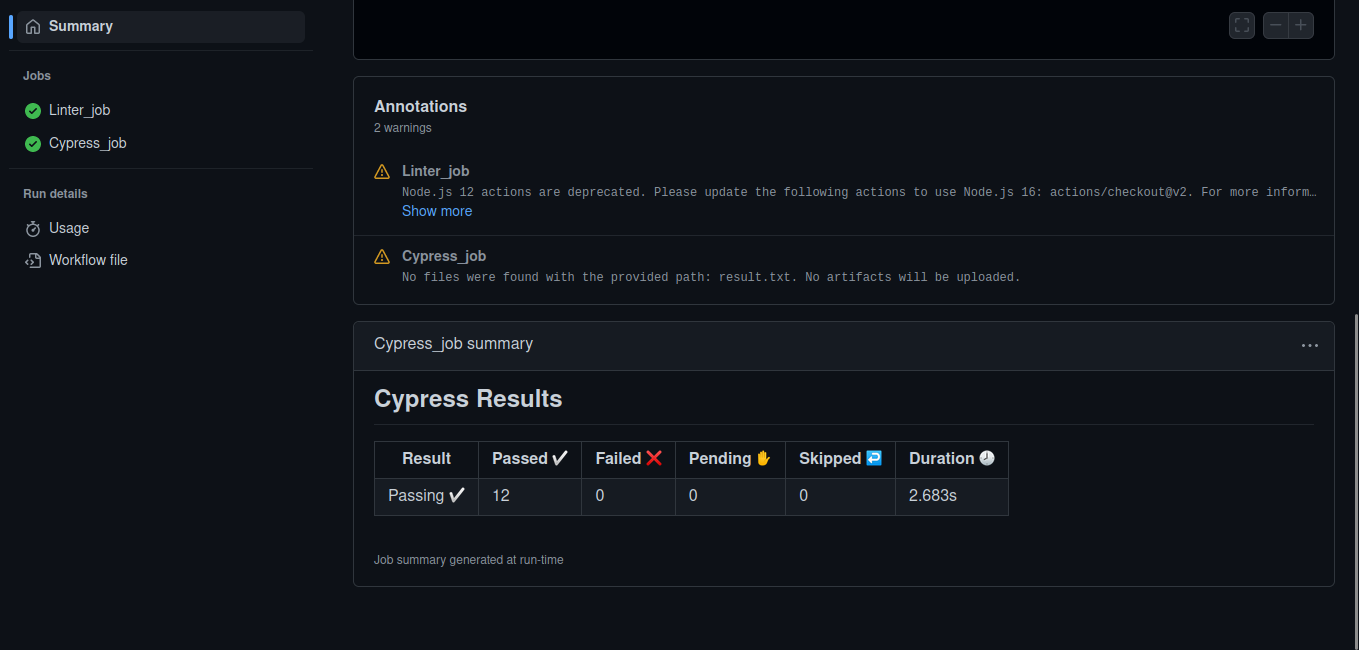 Summary
Jobs
Linter_job
Cypress_job
Run details
Usage
Workflow file
Annotations
2 warnings
Linter_job
Node.js 12 actions are deprecated. Please update the following actions to use Node.js 16: actions/checkout@v2. For more inform…
Show more
Cypress_job
No files were found with the provided path: result.txt. No artifacts will be uploaded.
Cypress_job summary
Cypress Results
Result Passed ✔️ Failed ❌ Pending ✋ Skipped ↩️ Duration 🕗
Passing ✔️ 12 0 0 0 2.683s
Job summary generated at run-time